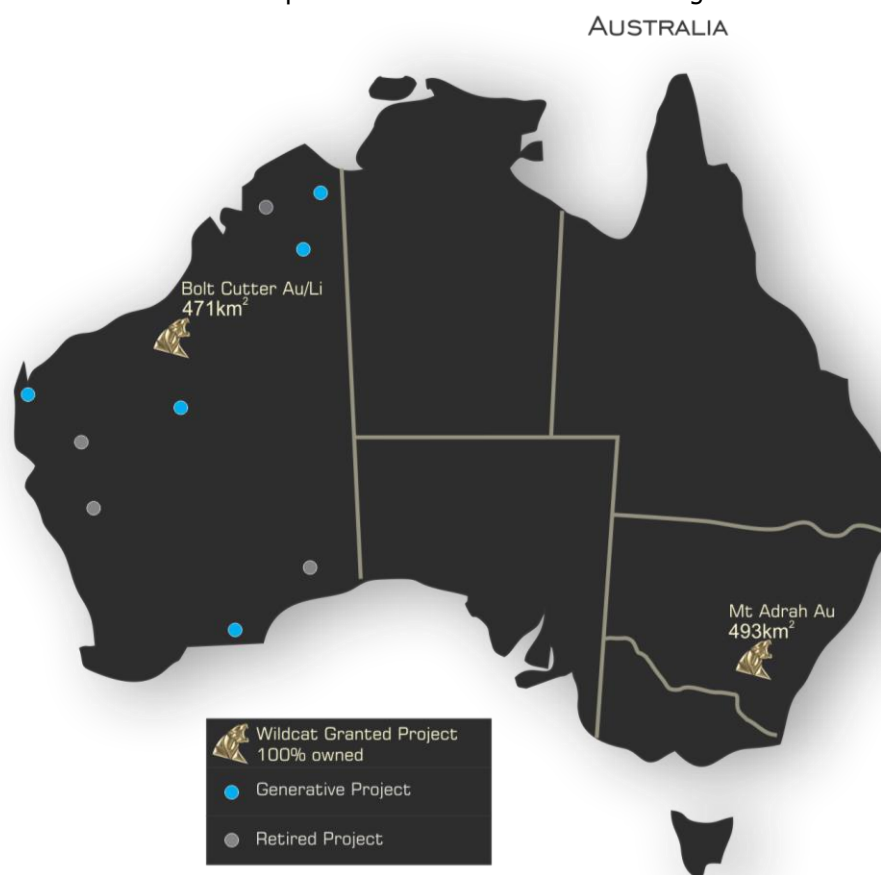 AUSTRALIA
Bolt Cutter Au/Li
471km²
Mt Adrah Au
493km²
Wildcat Granted Project
100% owned
Generative Project
Retired Project